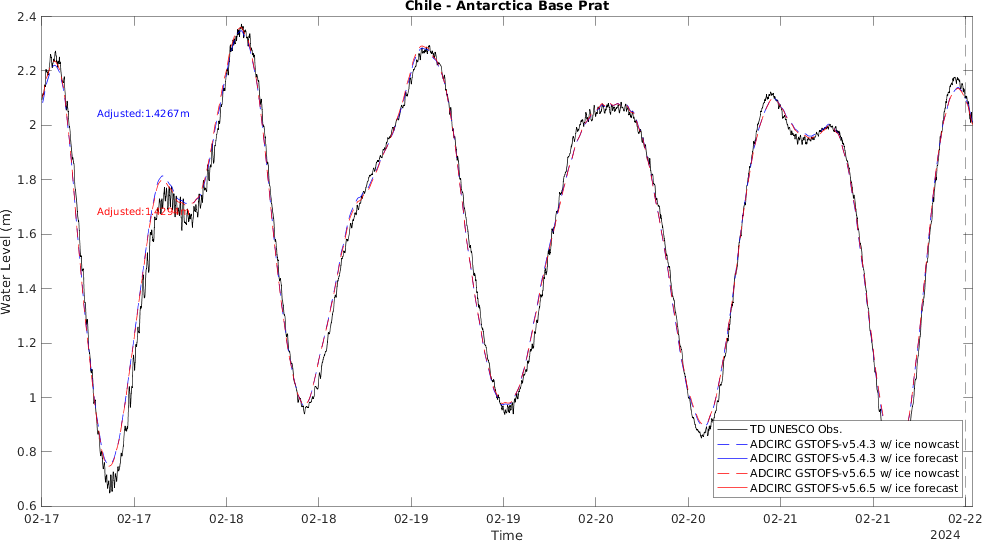 Chile - Antarctica Base Prat
2.4
2.2
2
1.8
1.6
1.4
1.2
1
0.8
0.6
Water Level (m)
Adjusted:1.4267m
TD UNESCO Obs.
ADCIRC GSTOFS-v5.4.3 w/ ice nowcast
ADCIRC GSTOFS-v5.4.3 w/ ice forecast
ADCIRC GSTOFS-v5.6.5 w/ ice nowcast
ADCIRC GSTOFS-v5.6.5 w/ ice forecast
02-17 02-17 02-18 02-18 02-19 02-19 02-20 02-20 02-21 02-21 02-22
2024
Time